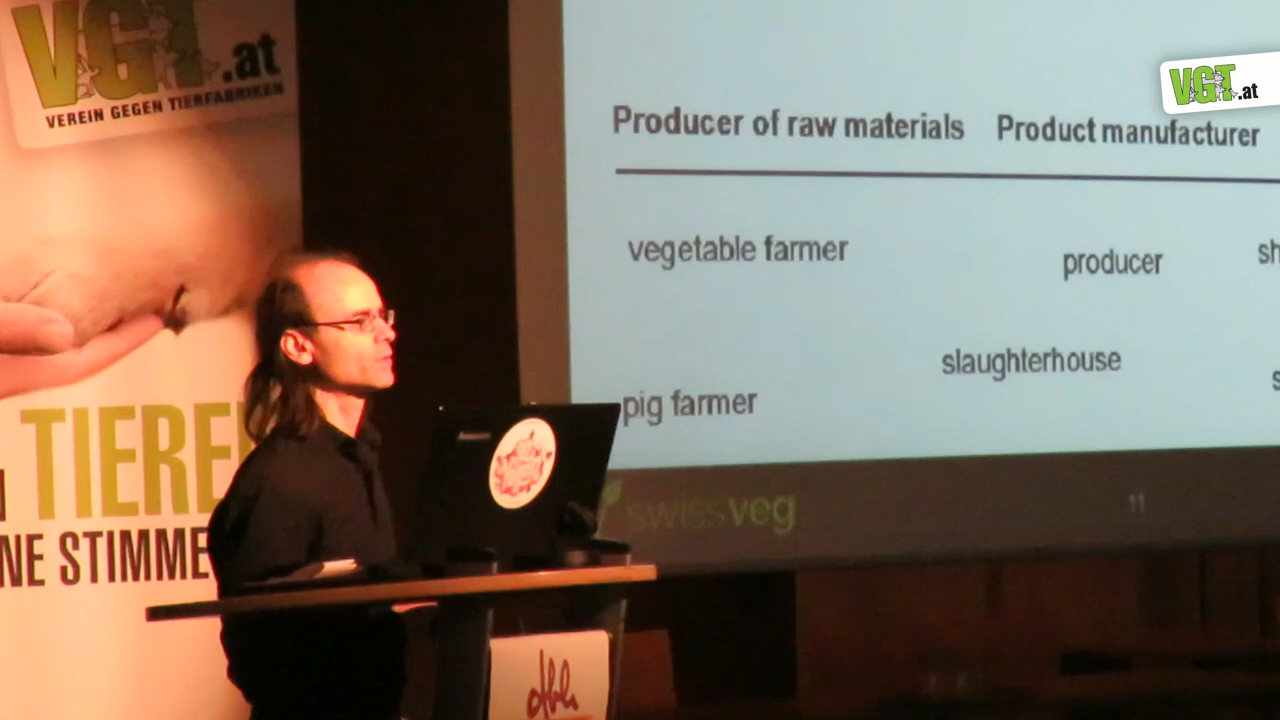 VGT.at
VEREIN GEGEN TIERFABRIKEN
VGT.at
Producer of raw materials Product manufacturer
vegetable farmer producer
slaughterhouse
pig farmer
TIERE
NE STIMME
swissveg
11